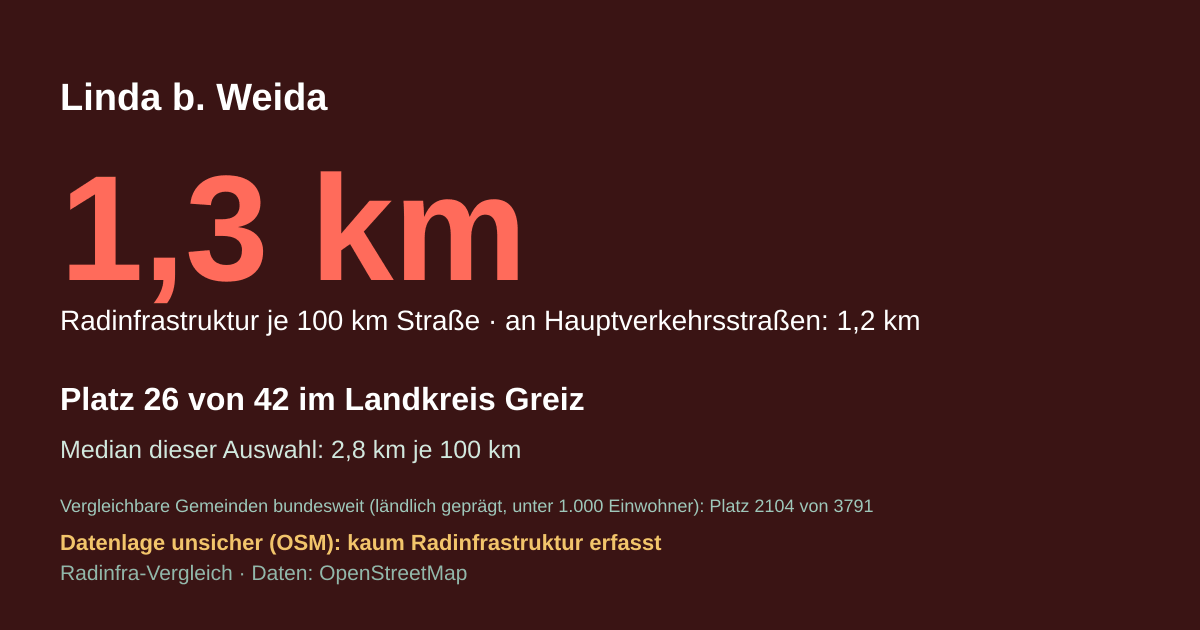 Linda b. Weida
1,3 km
Radinfrastruktur je 100 km Straße · an Hauptverkehrsstraßen: 1,2 km
Platz 26 von 42 im Landkreis Greiz
Median dieser Auswahl: 2,8 km je 100 km
Vergleichbare Gemeinden bundesweit (ländlich geprägt, unter 1.000 Einwohner): Platz 2104 von 3791
Datenlage unsicher (OSM): kaum Radinfrastruktur erfasst
Radinfra-Vergleich · Daten: OpenStreetMap